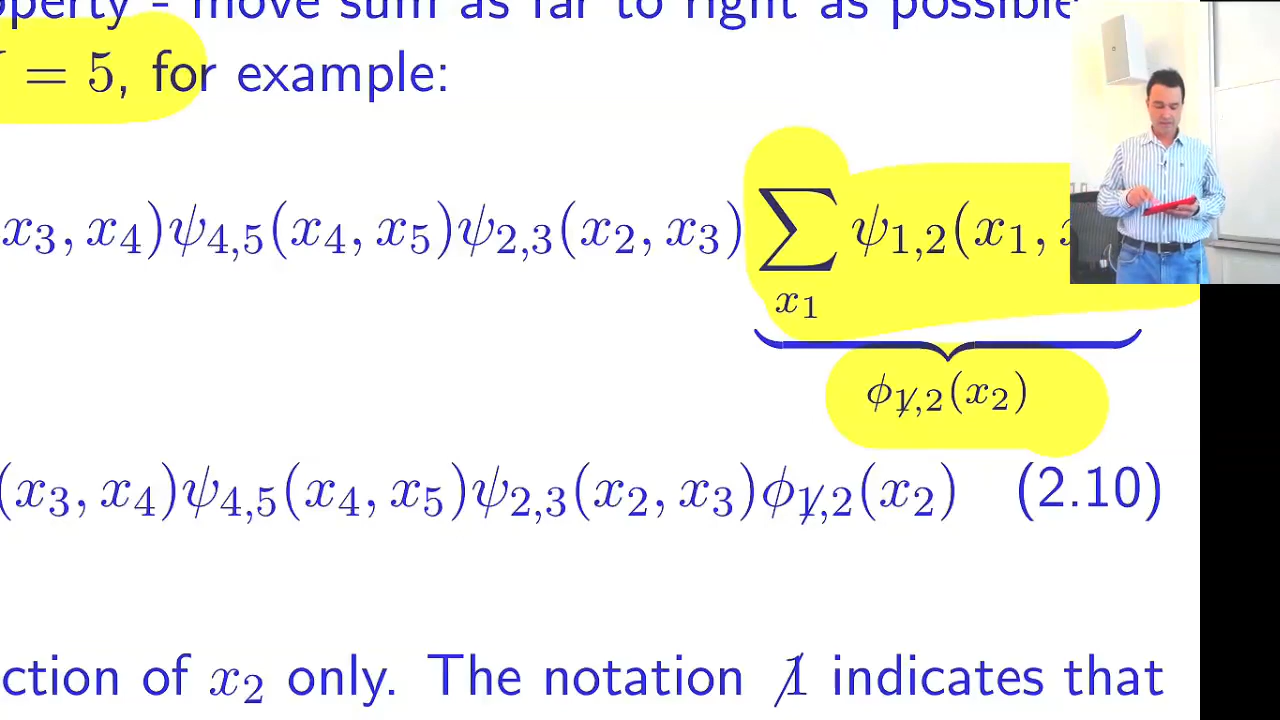 property - move sum as far to right as possible
= 5, for example:
x₃, x₄)ψ₄,₅(x₄, x₅)ψ₂,₃(x₂, x₃) ∑ ψ₁,₂(x₁,
x₁
ϕ₁̸,₂(x₂)
(x₃, x₄)ψ₄,₅(x₄, x₅)ψ₂,₃(x₂, x₃)ϕ₁̸,₂(x₂) (2.10)
ction of x₂ only. The notation 1̸ indicates that